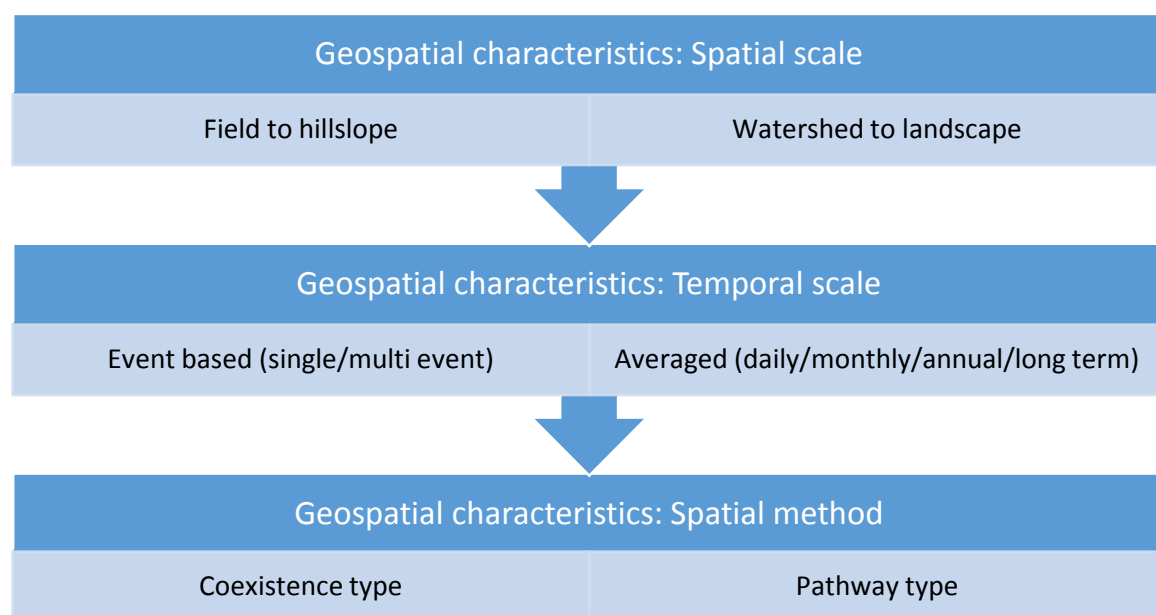 Geospatial characteristics: Spatial scale
Field to hillslope
Watershed to landscape
Geospatial characteristics: Temporal scale
Event based (single/multi event)
Averaged (daily/monthly/annual/long term)
Geospatial characteristics: Spatial method
Coexistence type
Pathway type